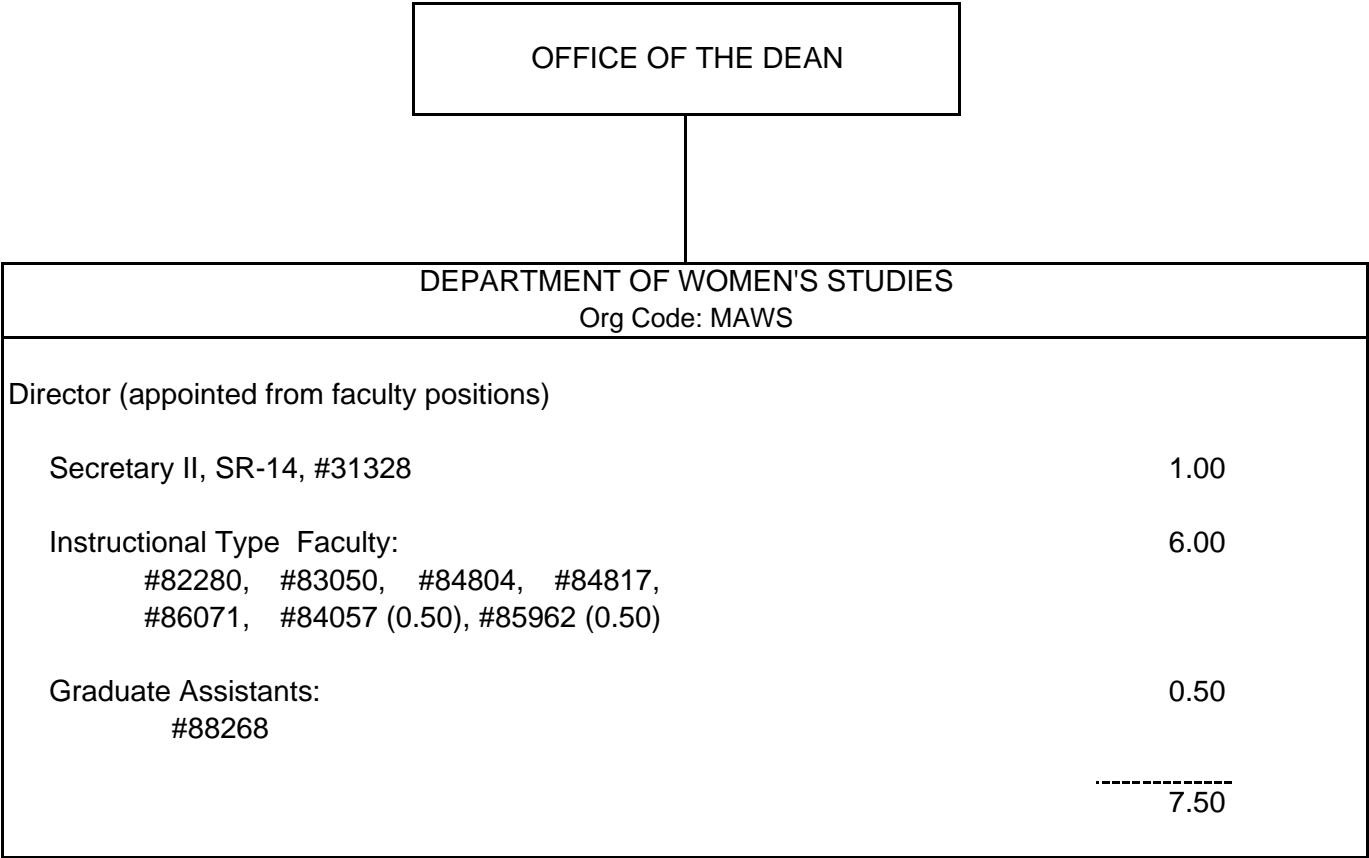 OFFICE OF THE DEAN
DEPARTMENT OF WOMEN'S STUDIES
Org Code: MAWS
Director (appointed from faculty positions)
Secretary II, SR-14, #31328 1.00
Instructional Type Faculty: 6.00
#82280, #83050, #84804, #84817,
#86071, #84057 (0.50), #85962 (0.50)
Graduate Assistants: 0.50
#88268
7.50